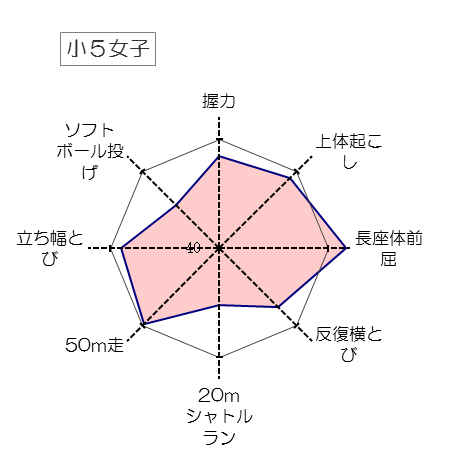 小５女子
握力
上体起こ
し
長座体前
屈
反復横と
び
20m
シャトル
ラン
50m走
立ち幅と
び
ソフト
ボール投
げ
40